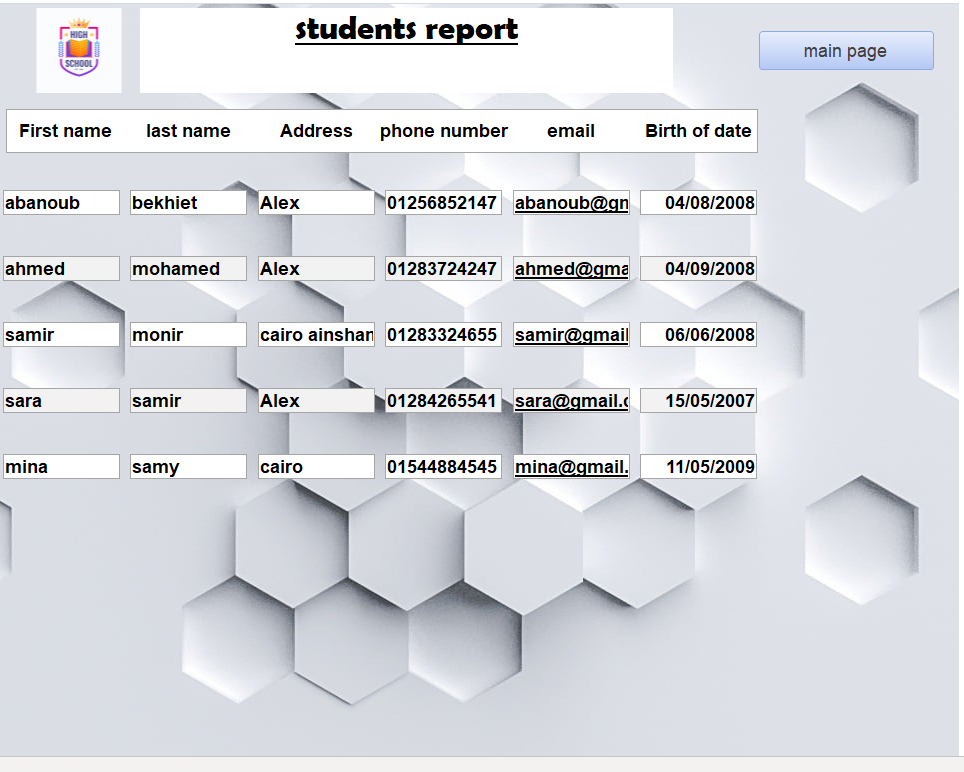 HIGH
SCHOOL
students report
main page
First name last name Address phone number email Birth of date
abanoub bekhiet Alex 01256852147 abanoub@gn 04/08/2008
ahmed mohamed Alex 01283724247 ahmed@gma 04/09/2008
samir monir cairo ainshan 01283324655 samir@gmail 06/06/2008
sara samir Alex 01284265541 sara@gmail.c 15/05/2007
mina samy cairo 01544884545 mina@gmail. 11/05/2009